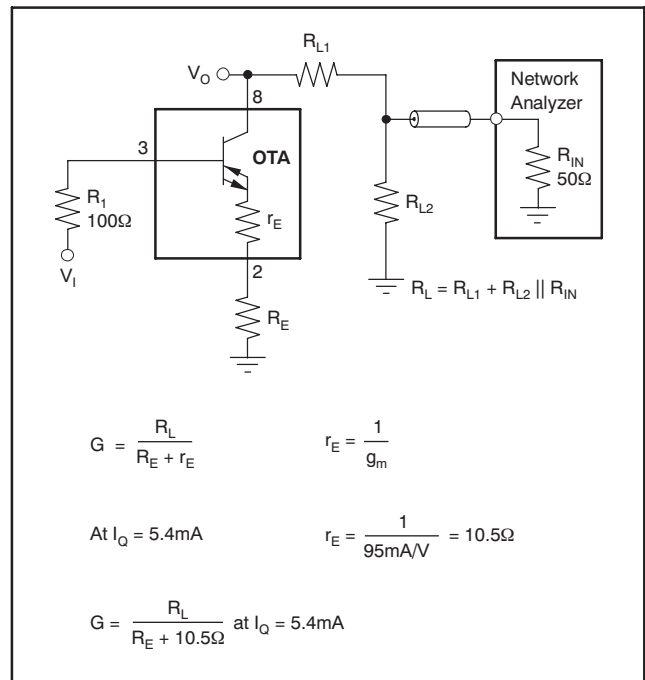 R_L1
V_O
8
Network
Analyzer
3
OTA
R_IN
50Ω
R_1
100Ω
r_E
R_L2
V_I
2
R_L = R_L1 + R_L2 || R_IN
R_E
G = R_L / (R_E + r_E)
r_E = 1 / g_m
At I_Q = 5.4mA
r_E = 1 / 95mA/V = 10.5Ω
G = R_L / (R_E + 10.5Ω) at I_Q = 5.4mA